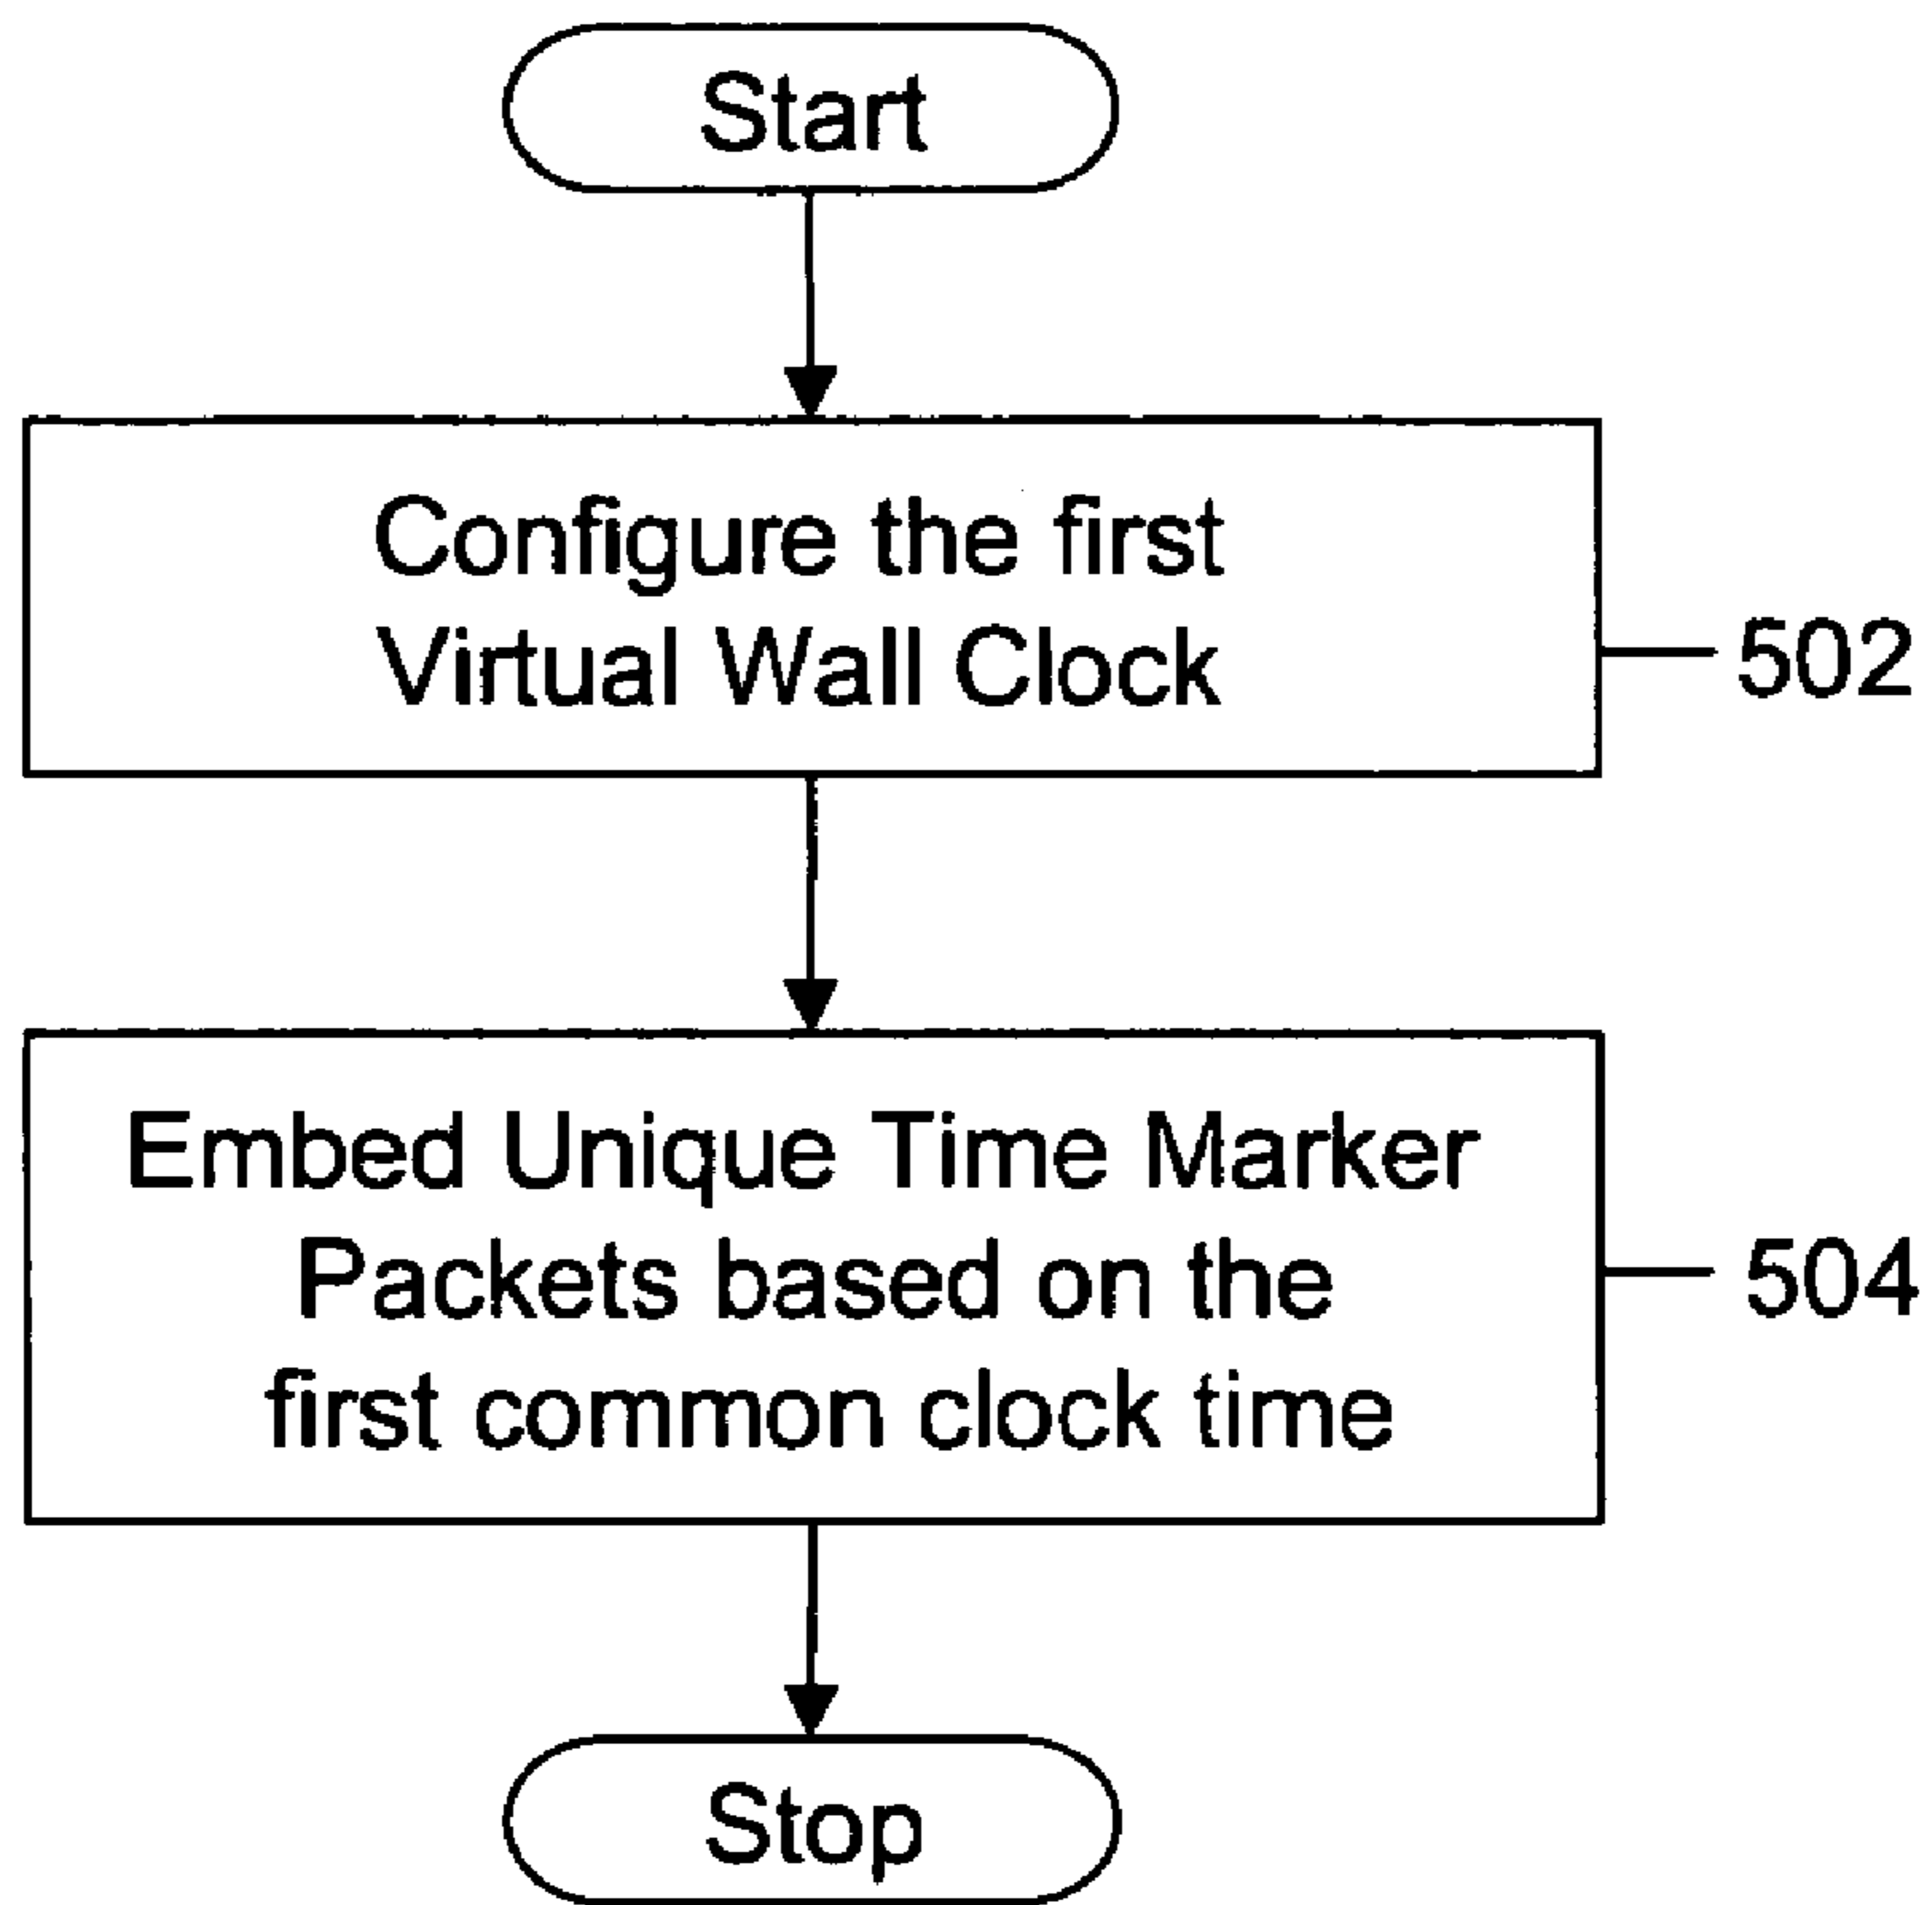 Start
Configure the first
Virtual Wall Clock
502
Embed Unique Time Marker
Packets based on the
first common clock time
504
Stop